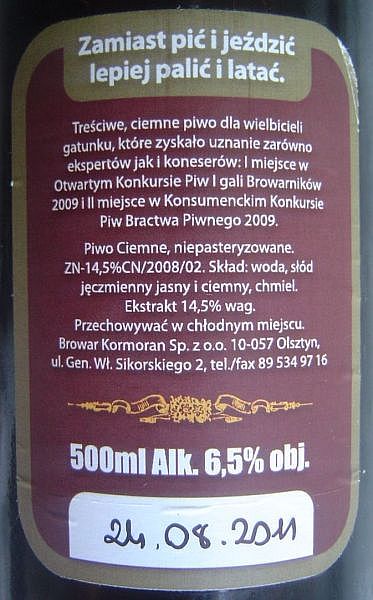 Zamiast pić i jeździć
lepiej palić i latać.
Treściwe, ciemne piwo dla wielbicieli
gatunku, które zyskało uznanie zarówno
ekspertów jak i koneserów: I miejsce w
Otwartym Konkursie Piw I gali Browarników
2009 i II miejsce w Konsumenckim Konkursie
Piw Bractwa Piwnego 2009.
Piwo Ciemne, niepasteryzowane.
ZN-14,5%CN/2008/02. Skład: woda, słód
jęczmienny jasny i ciemny, chmiel.
Ekstrakt 14,5% wag.
Przechowywać w chłodnym miejscu.
Browar Kormoran Sp. z o.o. 10-057 Olsztyn,
ul. Gen. Wł. Sikorskiego 2, tel./fax 89 534 97 16
500ml Alk. 6,5% obj.
24.08.2011